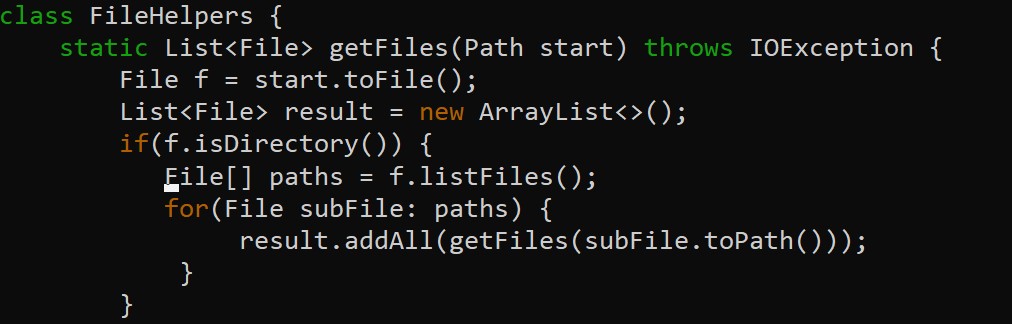 class FileHelpers {
    static List<File> getFiles(Path start) throws IOException {
        File f = start.toFile();
        List<File> result = new ArrayList<>();
        if(f.isDirectory()) {
           File[] paths = f.listFiles();
           for(File subFile: paths) {
                result.addAll(getFiles(subFile.toPath()));
            }
        }